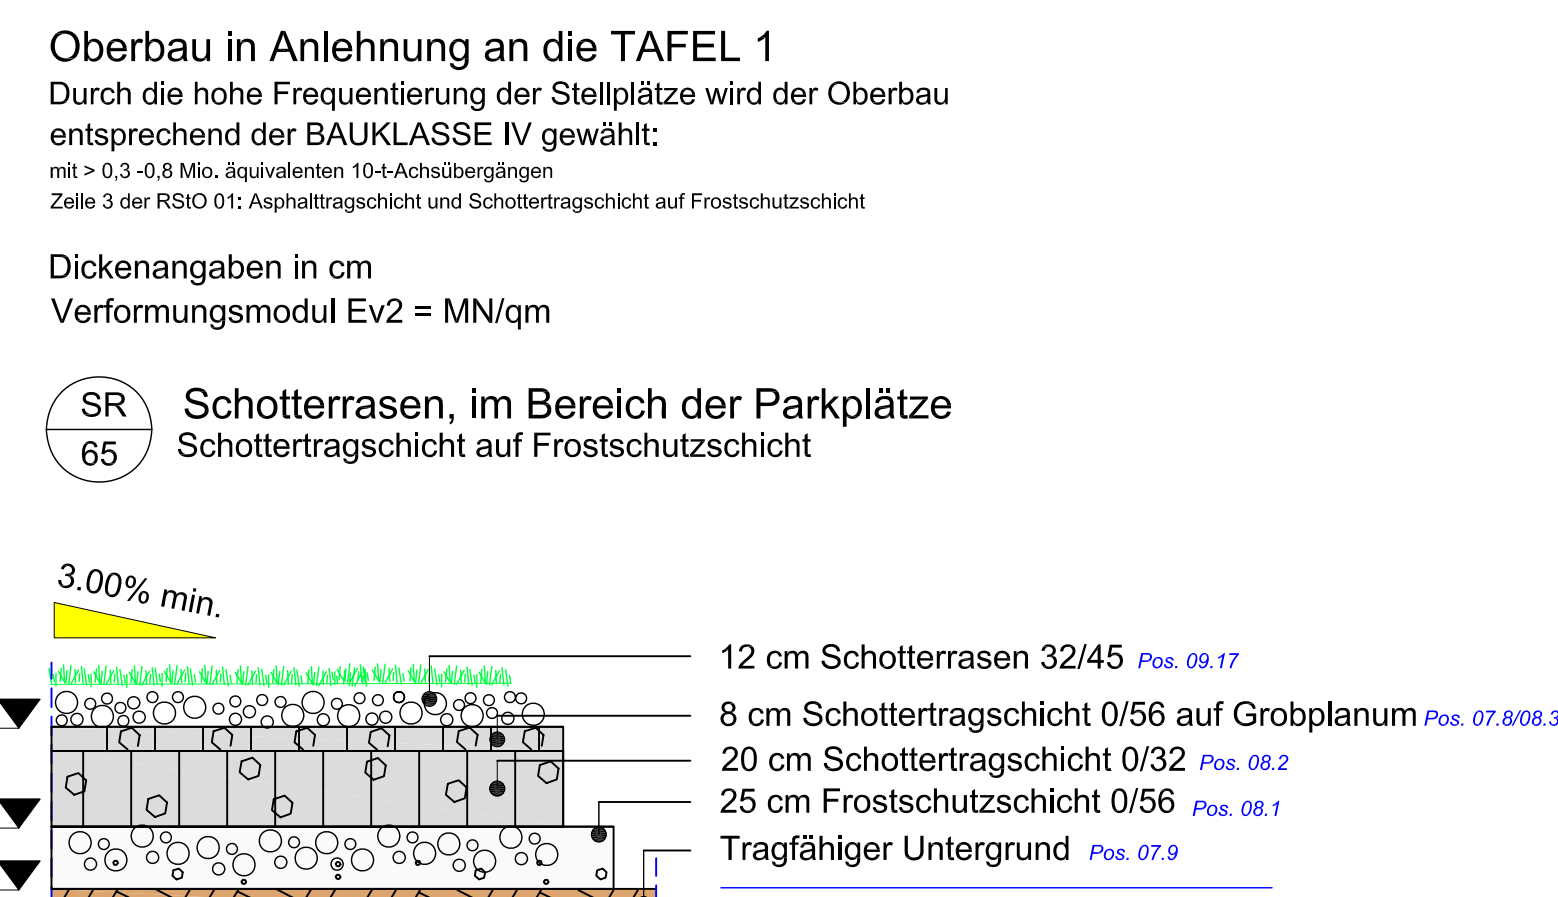 Oberbau in Anlehnung an die TAFEL 1
Durch die hohe Frequentierung der Stellplätze wird der Oberbau
entsprechend der BAUKLASSE IV gewählt:
mit > 0,3 -0,8 Mio. äquivalenten 10-t-Achsübergängen
Zeile 3 der RStO 01: Asphalttragschicht und Schottertragschicht auf Frostschutzschicht
Dickenangaben in cm
Verformungsmodul Ev2 = MN/qm
SR
65
Schotterrasen, im Bereich der Parkplätze
Schottertragschicht auf Frostschutzschicht
3.00% min.
12 cm Schotterrasen 32/45 Pos. 09.17
8 cm Schottertragschicht 0/56 auf Grobplanum Pos. 07.8/08.3
20 cm Schottertragschicht 0/32 Pos. 08.2
25 cm Frostschutzschicht 0/56 Pos. 08.1
Tragfähiger Untergrund Pos. 07.9